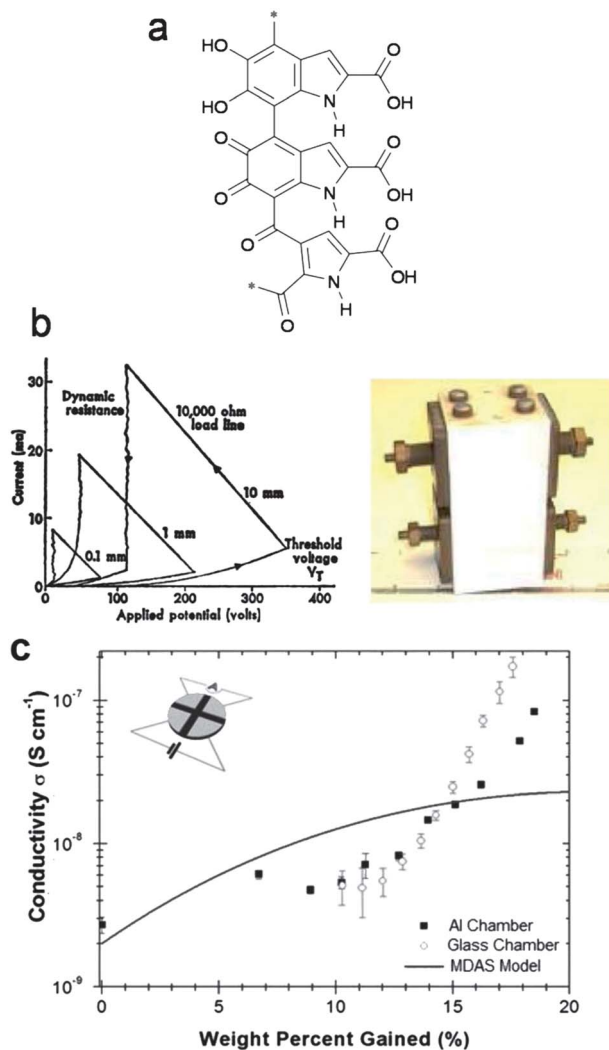 a
*
HO
HO
O
OH
N
H
O
O
O
OH
N
H
O
O
OH
N
H
*
O
b
Current (ma)
30
20
10
0
Dynamic
resistance
10,000 ohm
load line
10 mm
1 mm
0.1 mm
Threshold
voltage
VT
0 100 200 300 400
Applied potential (volts)
c
Conductivity σ (S cm⁻¹)
10⁻⁷
10⁻⁸
10⁻⁹
A
Al Chamber
Glass Chamber
MDAS Model
0 5 10 15 20
Weight Percent Gained (%)